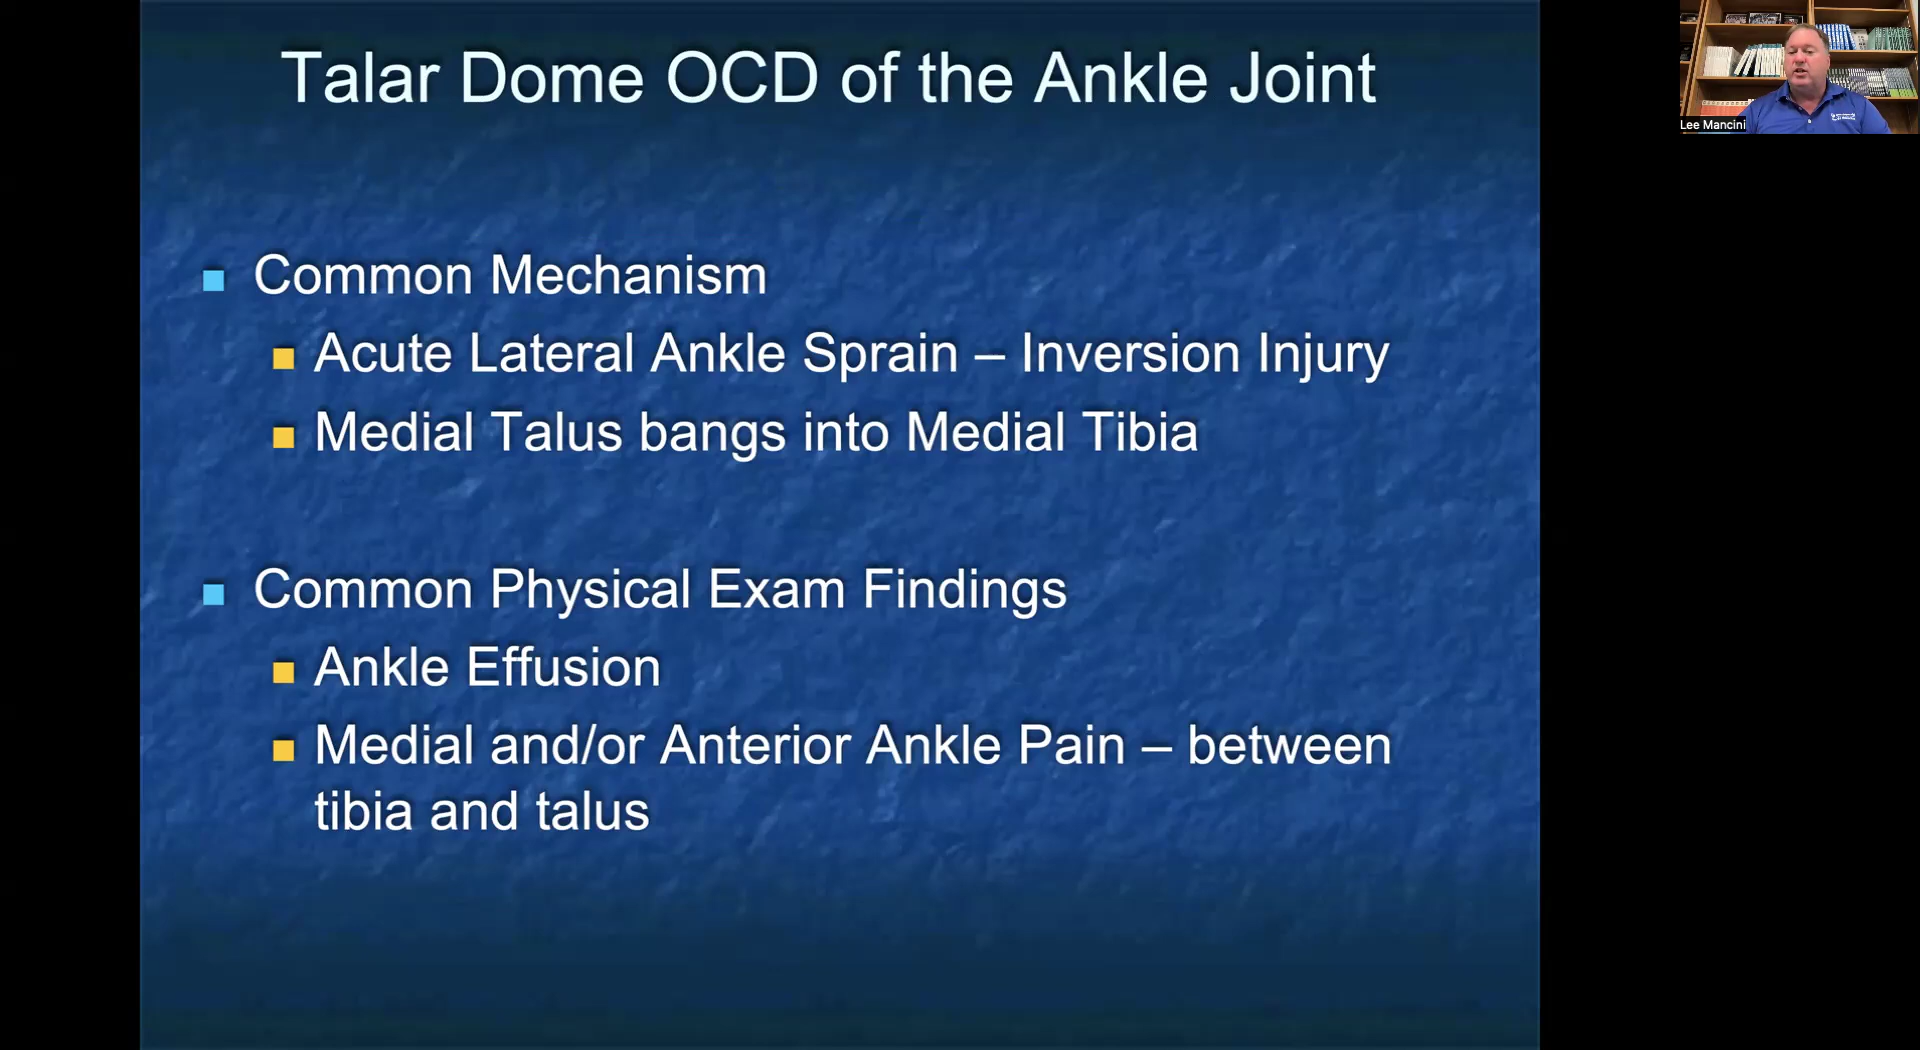 Talar Dome OCD of the Ankle Joint
Common Mechanism
Acute Lateral Ankle Sprain – Inversion Injury
Medial Talus bangs into Medial Tibia
Common Physical Exam Findings
Ankle Effusion
Medial and/or Anterior Ankle Pain – between
tibia and talus
Lee Mancini